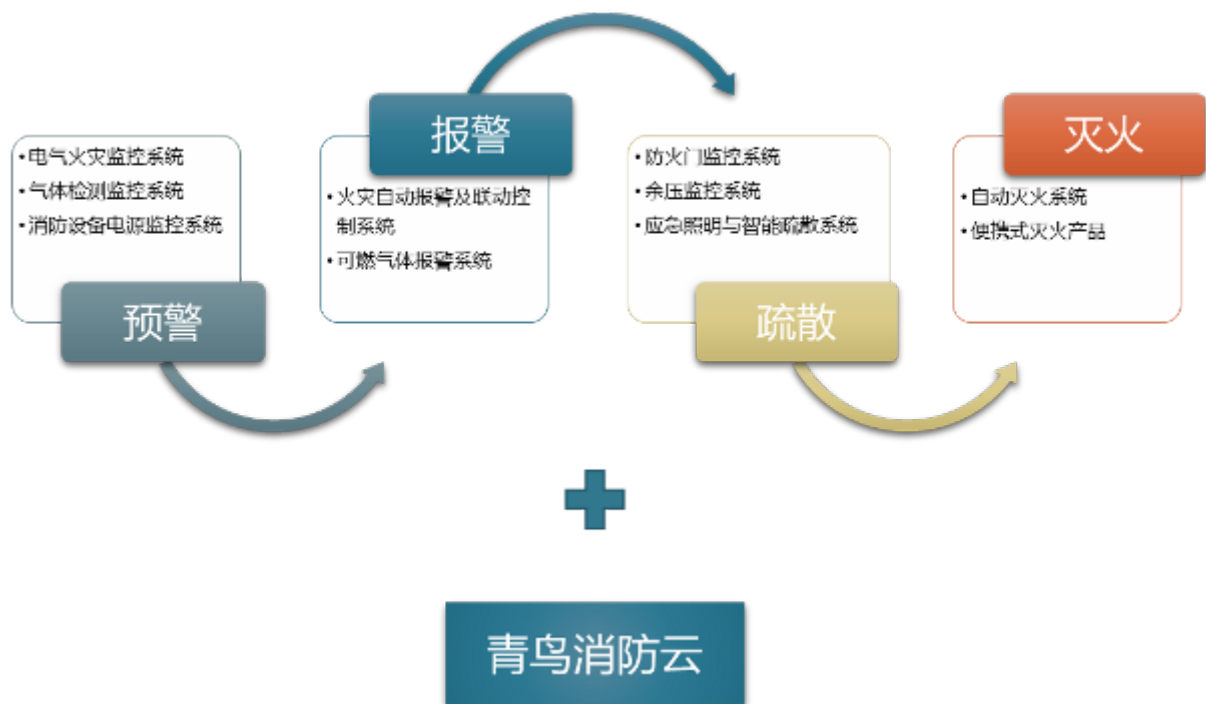 •电气火灾监控系统
•气体检测监控系统
•消防设备电源监控系统
预警
报警
•火灾自动报警及联动控
制系统
•可燃气体报警系统
•防火门监控系统
•余压监控系统
•应急照明与智能疏散系统
疏散
灭火
•自动灭火系统
•便携式灭火产品
青鸟消防云